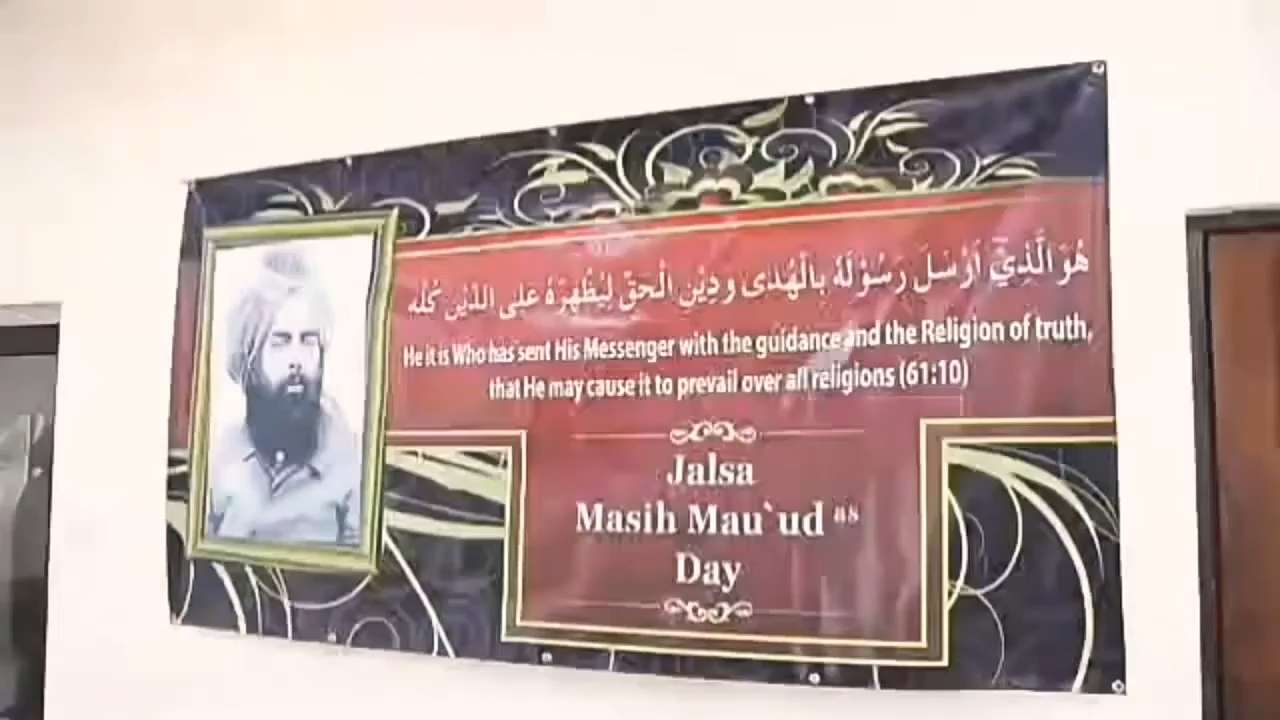 هُوَ الَّذِيْٓ اَرْسَلَ رَسُوْلَهٗ بِالْهُدٰى وَدِيْنِ الْحَقِّ لِيُظْهِرَهٗ عَلَى الدِّيْنِ كُلِّهٖ
He it is Who has sent His Messenger with the guidance and the Religion of truth,
that He may cause it to prevail over all religions (61:10)
Jalsa
Masih Mau`ud as
Day